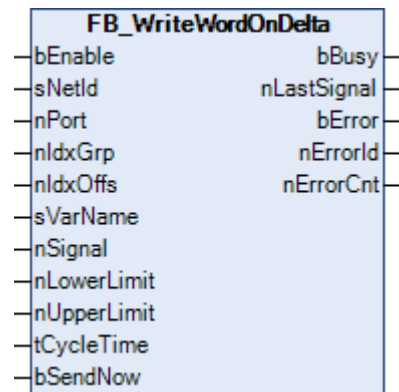 FB_WriteWordOnDelta
bEnable bBusy
sNetId nLastSignal
nPort bError
nIdxGrp nErrorId
nIdxOffs nErrorCnt
sVarName
nSignal
nLowerLimit
nUpperLimit
tCycleTime
bSendNow